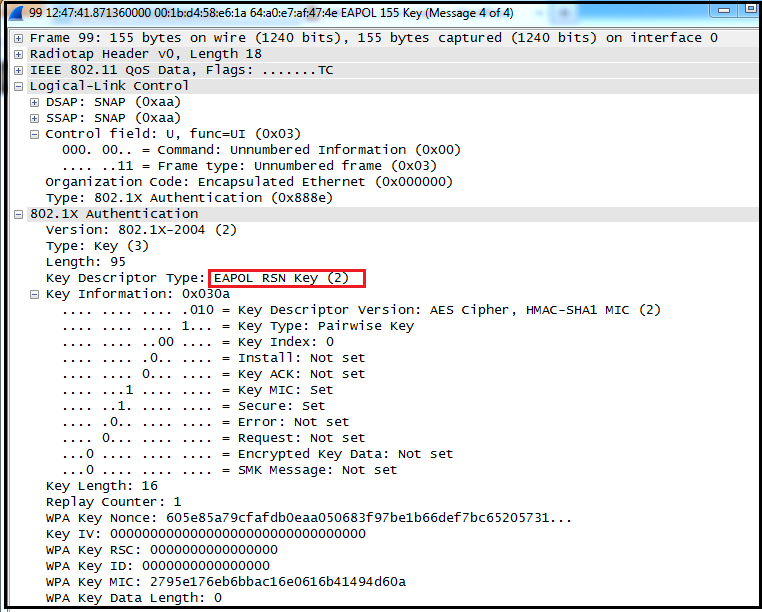 99 12:47:41.871360000 00:1b:d4:58:e6:1a 64:a0:e7:af:47:4e EAPOL 155 Key (Message 4 of 4)
Frame 99: 155 bytes on wire (1240 bits), 155 bytes captured (1240 bits) on interface 0
Radiotap Header v0, Length 18
IEEE 802.11 QoS Data, Flags: .......TC
Logical-Link Control
DSAP: SNAP (0xaa)
SSAP: SNAP (0xaa)
Control field: U, func=UI (0x03)
000. 00.. = Command: Unnumbered Information (0x00)
.... ..11 = Frame type: Unnumbered frame (0x03)
Organization Code: Encapsulated Ethernet (0x000000)
Type: 802.1X Authentication (0x888e)
802.1X Authentication
Version: 802.1X-2004 (2)
Type: Key (3)
Length: 95
Key Descriptor Type: EAPOL RSN Key (2)
Key Information: 0x030a
.... .... .... .010 = Key Descriptor Version: AES Cipher, HMAC-SHA1 MIC (2)
.... .... .... 1... = Key Type: Pairwise Key
.... .... ..00 .... = Key Index: 0
.... .... .0.. .... = Install: Not set
.... .... 0... .... = Key ACK: Not set
.... ...1 .... .... = Key MIC: Set
.... ..1. .... .... = Secure: Set
.... .0.. .... .... = Error: Not set
.... 0... .... .... = Request: Not set
...0 .... .... .... = Encrypted Key Data: Not set
...0 .... .... .... = SMK Message: Not set
Key Length: 16
Replay Counter: 1
WPA Key Nonce: 605e85a79cfafdb0eaa050683f97be1b66def7bc65205731...
Key IV: 00000000000000000000000000000000
WPA Key RSC: 0000000000000000
WPA Key ID: 0000000000000000
WPA Key MIC: 2795e176eb6bbac16e0616b41494d60a
WPA Key Data Length: 0